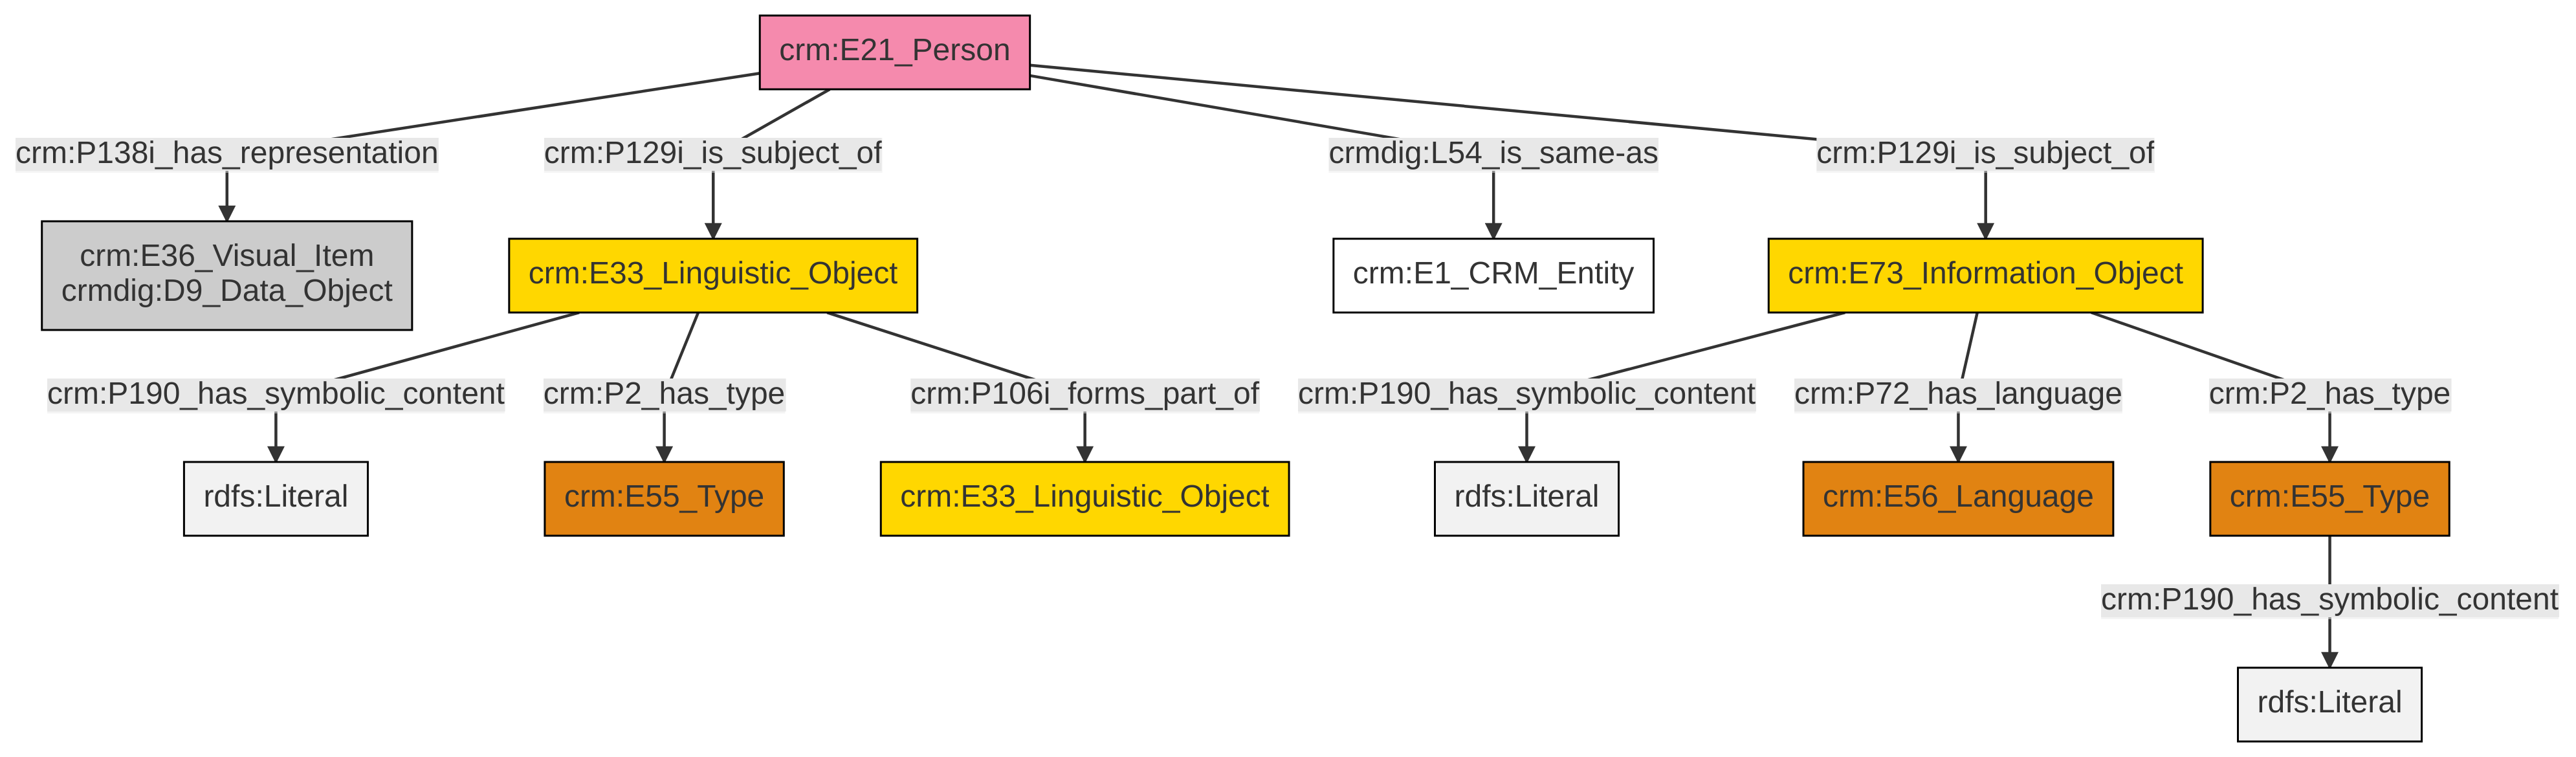 crm:E21_Person
crm:P138i_has_representation
crm:P129i_is_subject_of
crmdig:L54_is_same-as
crm:P129i_is_subject_of
crm:E36_Visual_Item
crmdig:D9_Data_Object
crm:E33_Linguistic_Object
crm:E1_CRM_Entity
crm:E73_Information_Object
crm:P190_has_symbolic_content
crm:P2_has_type
crm:P106i_forms_part_of
crm:P190_has_symbolic_content
crm:P72_has_language
crm:P2_has_type
rdfs:Literal
crm:E55_Type
crm:E33_Linguistic_Object
rdfs:Literal
crm:E56_Language
crm:E55_Type
crm:P190_has_symbolic_content
rdfs:Literal